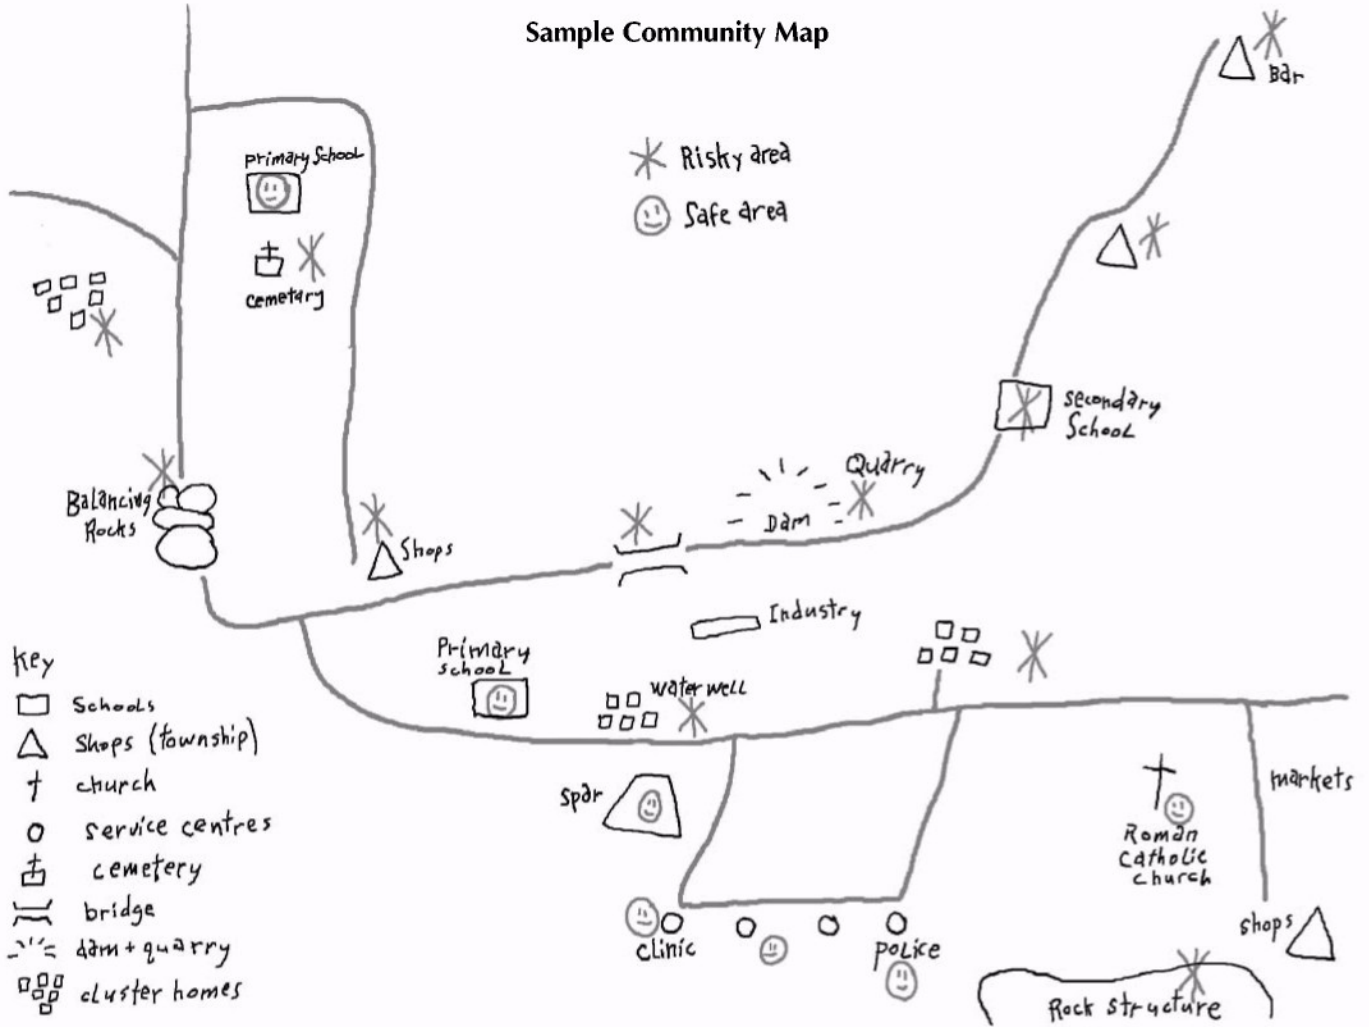 Sample Community Map
Bar
Risky area
Safe area
Primary School
Cemetary
Secondary
School
Quarry
Dam
Balancing
Rocks
Shops
Industry
Primary
School
Water well
Spar
markets
Roman
Catholic
Church
Shops
Clinic
Police
Rock structure
Key
Schools
Shops (township)
church
service centres
cemetery
bridge
dam + quarry
cluster homes